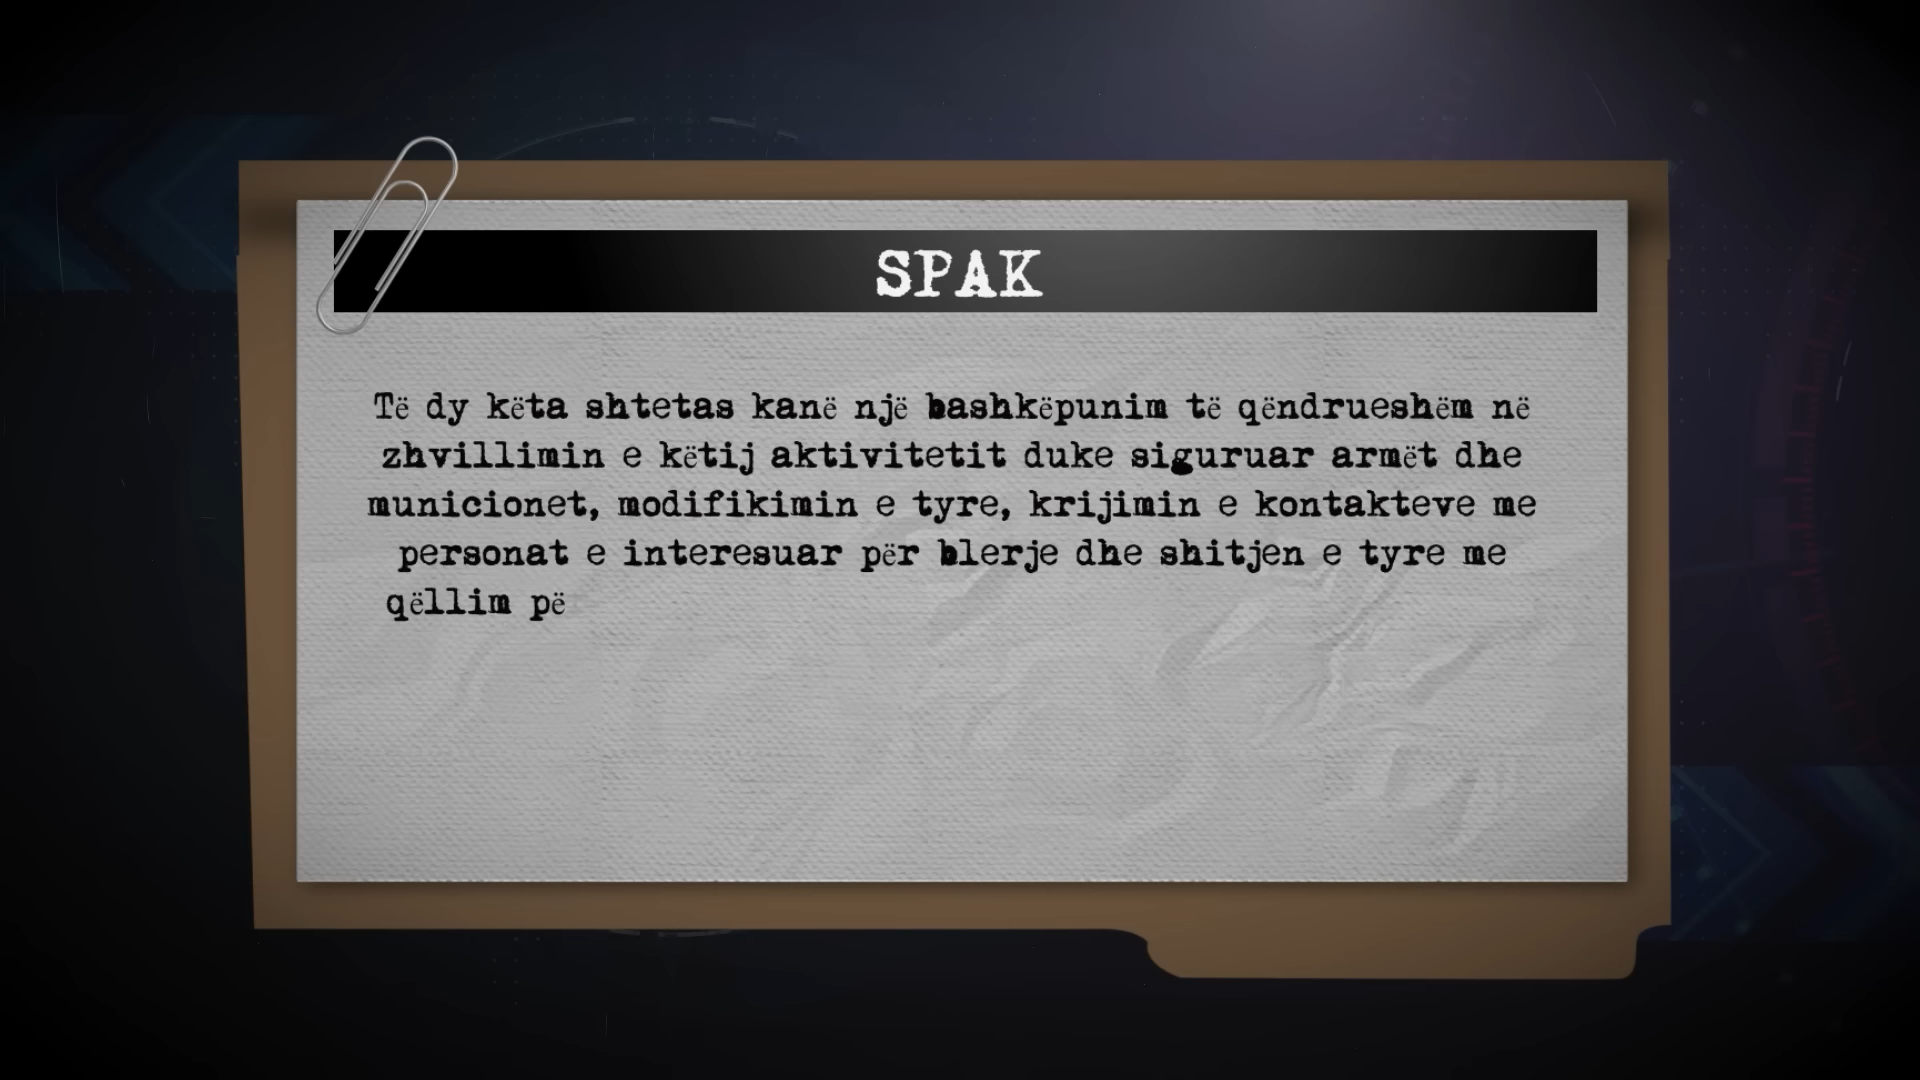 SPAK
Të dy këta shtetas kanë një bashkëpunim të qëndrueshëm në
zhvillimin e këtij aktivitetit duke siguruar armët dhe
municionet, modifikimin e tyre, krijimin e kontakteve me
personat e interesuar për blerje dhe shitjen e tyre me
qëllim pë